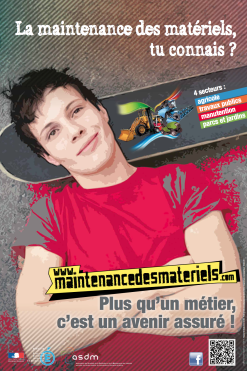 La maintenance des matériels,
tu connais ?
4 secteurs :
agricole
travaux publics
manutention
parcs et jardins
www.
maintenancedesmateriels.com
Plus qu'un métier,
c'est un avenir assuré !
asdm
f